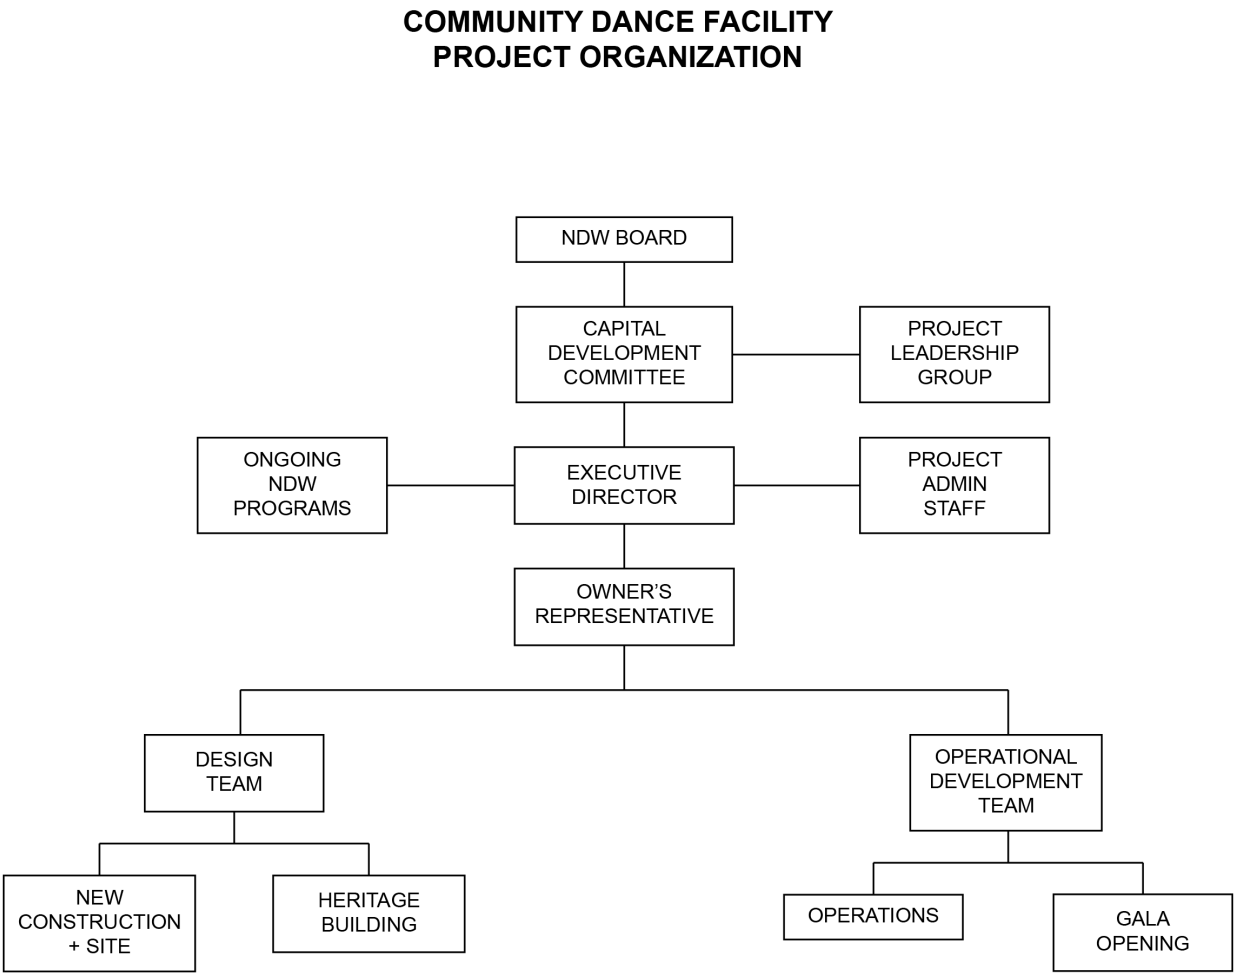 COMMUNITY DANCE FACILITY
PROJECT ORGANIZATION
NDW BOARD
CAPITAL
DEVELOPMENT
COMMITTEE
PROJECT
LEADERSHIP
GROUP
ONGOING
NDW
PROGRAMS
EXECUTIVE
DIRECTOR
PROJECT
ADMIN
STAFF
OWNER’S
REPRESENTATIVE
DESIGN
TEAM
OPERATIONAL
DEVELOPMENT
TEAM
NEW
CONSTRUCTION
+ SITE
HERITAGE
BUILDING
OPERATIONS
GALA
OPENING